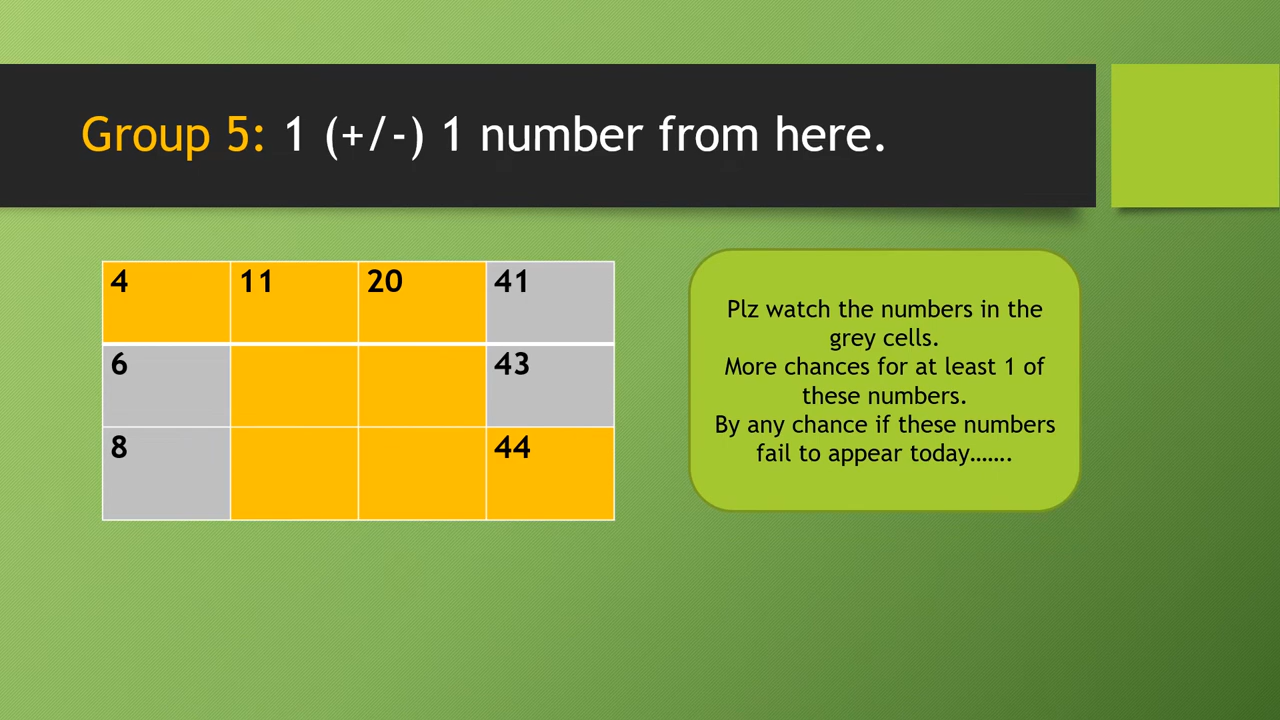 Group 5: 1 (+/-) 1 number from here.
4 11 20 41
6 43
8 44
Plz watch the numbers in the
grey cells.
More chances for at least 1 of
these numbers.
By any chance if these numbers
fail to appear today…….